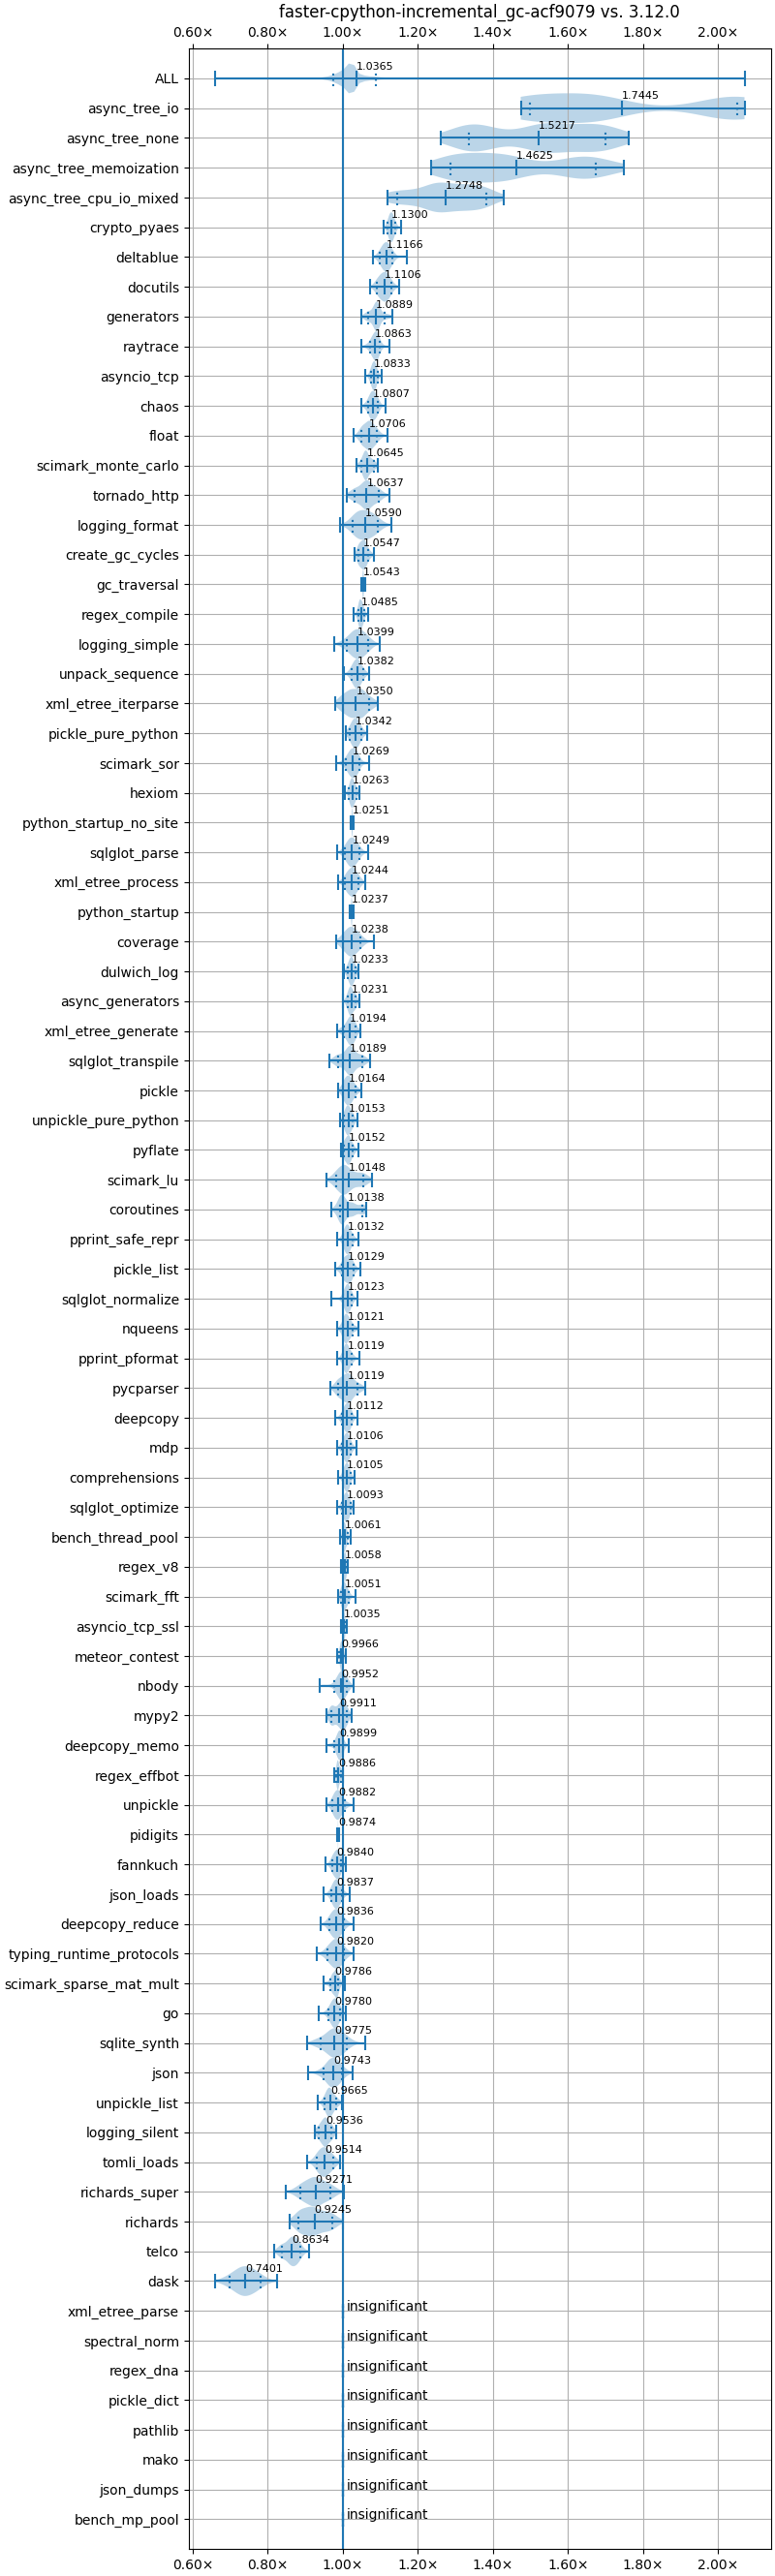 faster-cpython-incremental_gc-acf9079 vs. 3.12.0
0.60× 0.80× 1.00× 1.20× 1.40× 1.60× 1.80× 2.00×
ALL 1.0365
async_tree_io 1.7445
async_tree_none 1.5217
async_tree_memoization 1.4625
async_tree_cpu_io_mixed 1.2748
crypto_pyaes 1.1300
deltablue 1.1166
docutils 1.1106
generators 1.0889
raytrace 1.0863
asyncio_tcp 1.0833
chaos 1.0807
float 1.0706
scimark_monte_carlo 1.0645
tornado_http 1.0637
logging_format 1.0590
create_gc_cycles 1.0547
gc_traversal 1.0543
regex_compile 1.0485
logging_simple 1.0399
unpack_sequence 1.0382
xml_etree_iterparse 1.0350
pickle_pure_python 1.0342
scimark_sor 1.0269
hexiom 1.0263
python_startup_no_site 1.0251
sqlglot_parse 1.0249
xml_etree_process 1.0244
python_startup 1.0237
coverage 1.0238
dulwich_log 1.0233
async_generators 1.0231
xml_etree_generate 1.0194
sqlglot_transpile 1.0189
pickle 1.0164
unpickle_pure_python 1.0153
pyflate 1.0152
scimark_lu 1.0148
coroutines 1.0138
pprint_safe_repr 1.0132
pickle_list 1.0129
sqlglot_normalize 1.0123
nqueens 1.0121
pprint_pformat 1.0119
pycparser 1.0119
deepcopy 1.0112
mdp 1.0106
comprehensions 1.0105
sqlglot_optimize 1.0093
bench_thread_pool 1.0061
regex_v8 1.0058
scimark_fft 1.0051
asyncio_tcp_ssl 1.0035
meteor_contest 0.9966
nbody 0.9952
mypy2 0.9911
deepcopy_memo 0.9899
regex_effbot 0.9886
unpickle 0.9882
pidigits 0.9874
fannkuch 0.9840
json_loads 0.9837
deepcopy_reduce 0.9836
typing_runtime_protocols 0.9820
scimark_sparse_mat_mult 0.9786
go 0.9780
sqlite_synth 0.9775
json 0.9743
unpickle_list 0.9665
logging_silent 0.9536
tomli_loads 0.9514
richards_super 0.9271
richards 0.9245
telco 0.8634
dask 0.7401
xml_etree_parse insignificant
spectral_norm insignificant
regex_dna insignificant
pickle_dict insignificant
pathlib insignificant
mako insignificant
json_dumps insignificant
bench_mp_pool insignificant
0.60× 0.80× 1.00× 1.20× 1.40× 1.60× 1.80× 2.00×